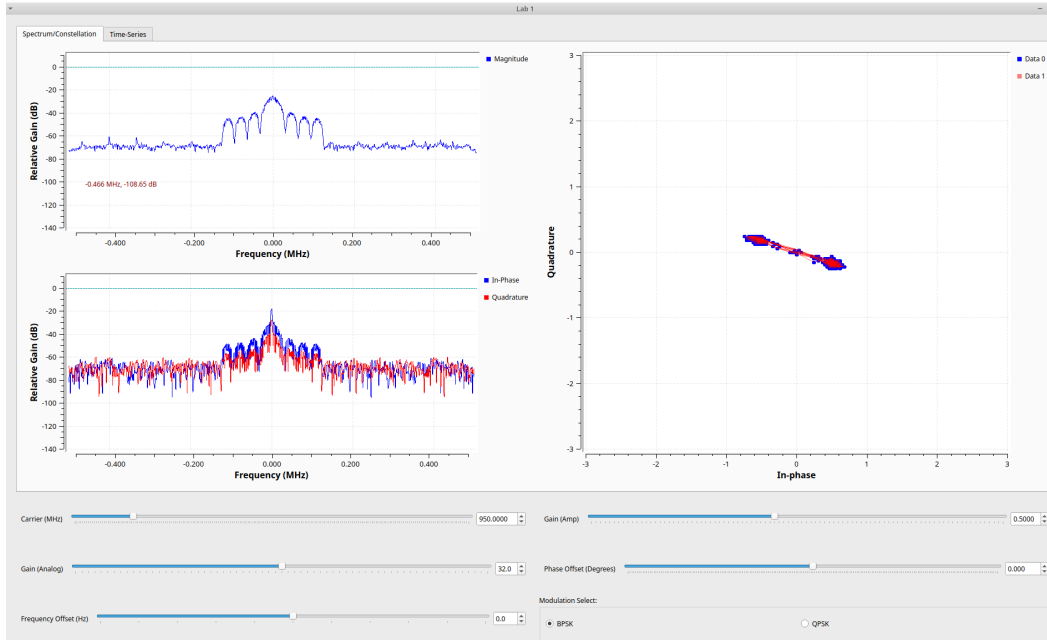 Lab 1
Spectrum/Constellation Time-Series
0
-20
-40
-60
-80
-100
-120
-140
Relative Gain (dB)
-0.466 MHz, -108.65 dB
-0.400 -0.200 0.000 0.200 0.400
Frequency (MHz)
Magnitude
0
-20
-40
-60
-80
-100
-120
-140
Relative Gain (dB)
-0.400 -0.200 0.000 0.200 0.400
Frequency (MHz)
In-Phase
Quadrature
3
2
1
0
-1
-2
-3
Quadrature
-3 -2 -1 0 1 2 3
In-phase
Data 0
Data 1
Carrier (MHz) 950.0000
Gain (Amp) 0.5000
Gain (Analog) 32.0
Phase Offset (Degrees) 0.000
Frequency Offset (Hz) 0.0
Modulation Select:
BPSK QPSK